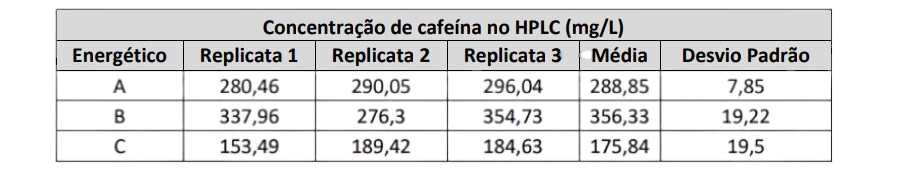 Concentração de cafeína no HPLC (mg/L)
Energético Replicata 1 Replicata 2 Replicata 3 Média Desvio Padrão
A 280,46 290,05 296,04 288,85 7,85
B 337,96 276,3 354,73 356,33 19,22
C 153,49 189,42 184,63 175,84 19,5